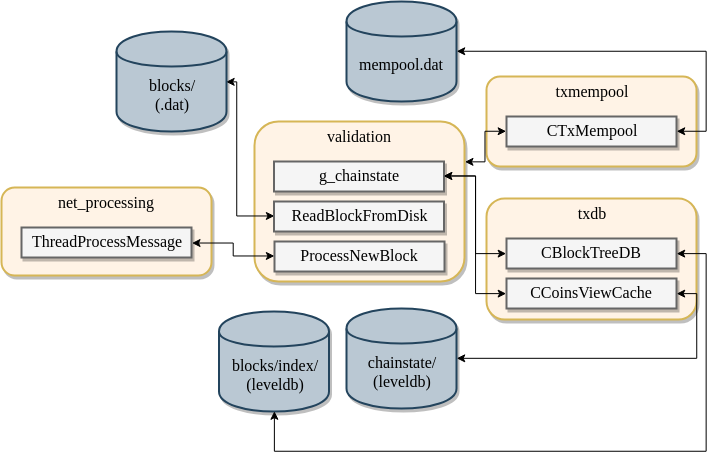 mempool.dat
blocks/
(.dat)
txmempool
CTxMempool
validation
g_chainstate
ReadBlockFromDisk
ProcessNewBlock
net_processing
ThreadProcessMessage
txdb
CBlockTreeDB
CCoinsViewCache
blocks/index/
(leveldb)
chainstate/
(leveldb)